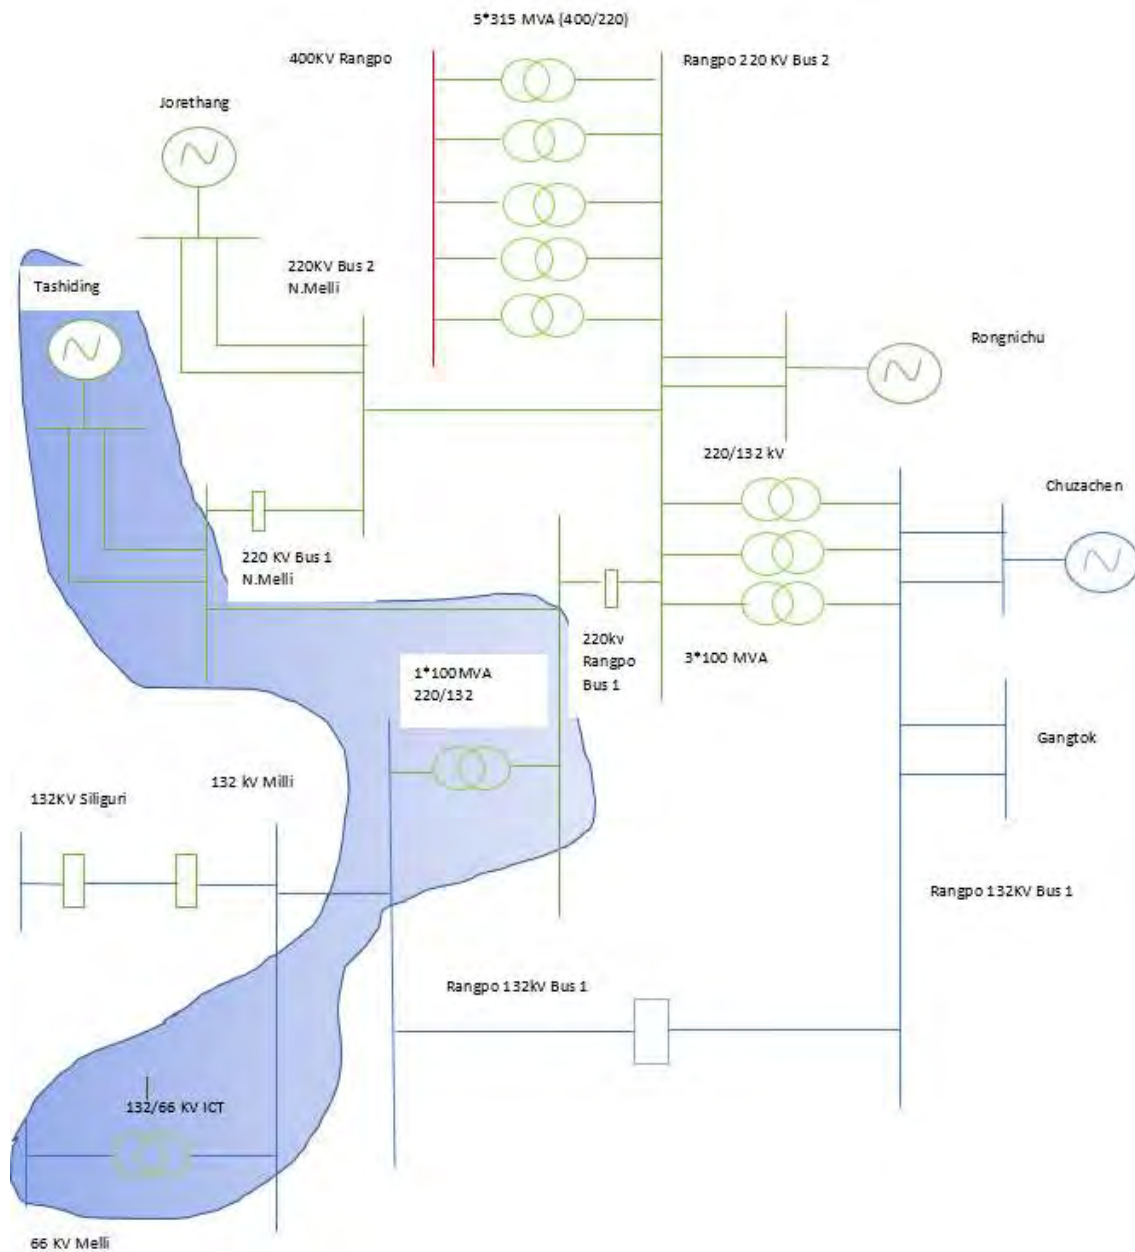 5*315 MVA (400/220)
400KV Rangpo
Rangpo 220 KV Bus 2
Jorethang
220KV Bus 2
N.Melli
Tashiding
Rongnichu
220/132 kV
Chuzachen
220 KV Bus 1
N.Melli
220kv
Rangpo
Bus 1
3*100 MVA
1*100MVA
220/132
Gangtok
132 kV Milli
132KV Siliguri
Rangpo 132KV Bus 1
Rangpo 132kV Bus 1
132/66 KV ICT
66 KV Melli